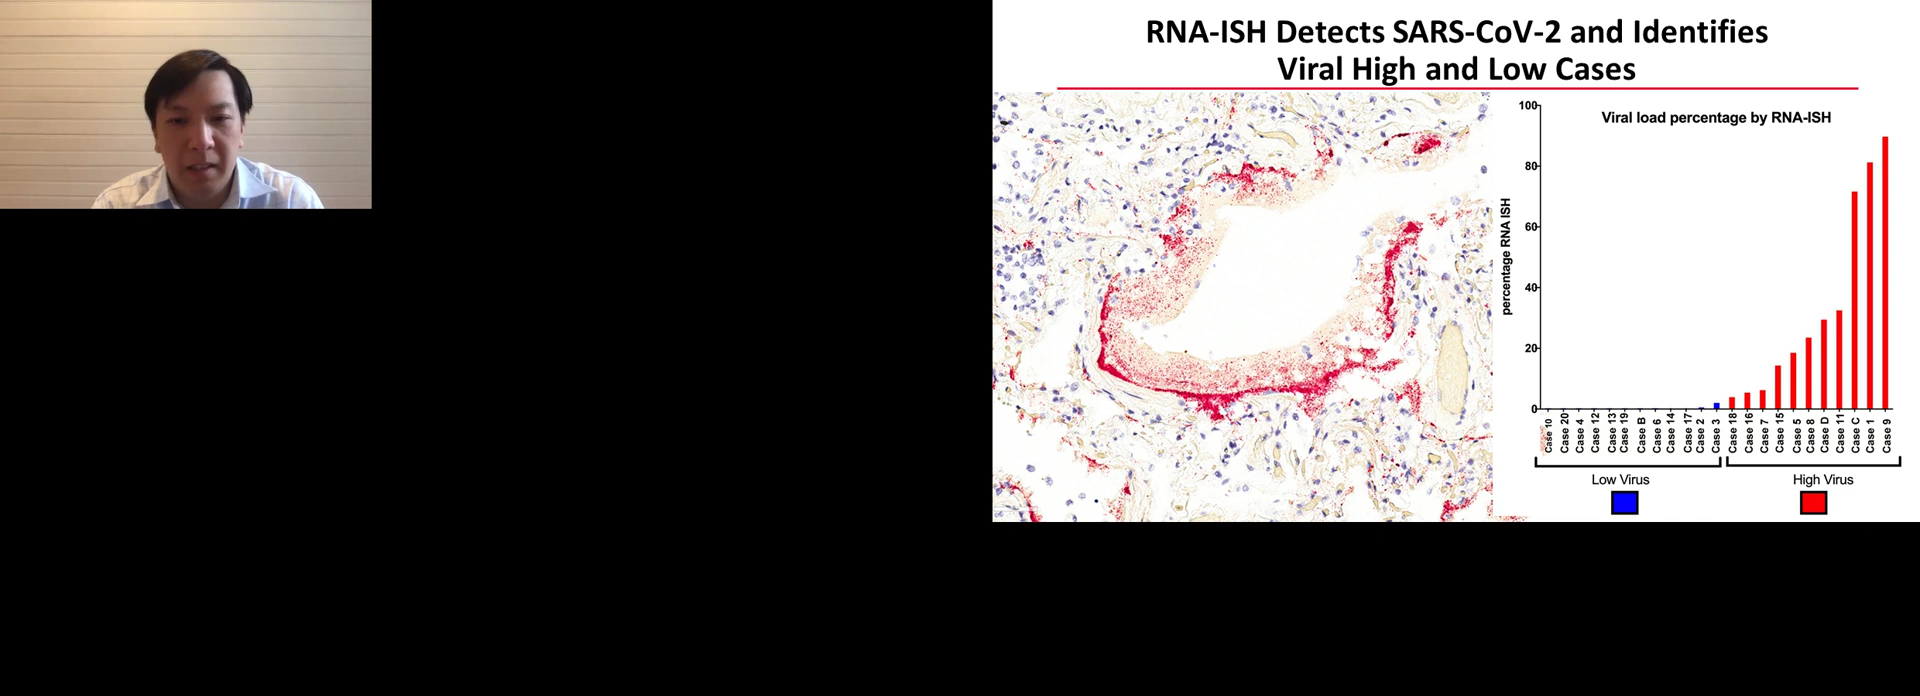 RNA-ISH Detects SARS-CoV-2 and Identifies
Viral High and Low Cases
Viral load percentage by RNA-ISH
percentage RNA ISH
100
80
60
40
20
0
Case 10
Case 20
Case 4
Case 12
Case 13
Case 19
Case B
Case 6
Case 14
Case 17
Case 2
Case 3
Case 18
Case 16
Case 7
Case 15
Case 5
Case 8
Case D
Case 11
Case C
Case 1
Case 9
Low Virus
High Virus